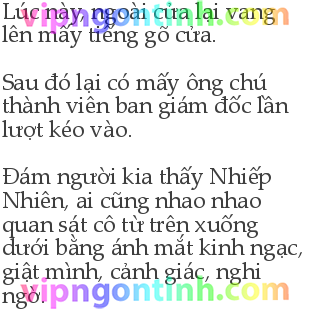 vipngontinh.com
Lúc này, ngoài cửa lại vang
lên mấy tiếng gõ cửa.
Sau đó lại có mấy ông chú
thành viên ban giám đốc lần
lượt kéo vào.
Đám người kia thấy Nhiếp
Nhiên, ai cũng nhao nhao
quan sát cô từ trên xuống
dưới bằng ánh mắt kinh ngạc,
giật mình, cảnh giác, nghi
ngờ.
vipngontinh.com